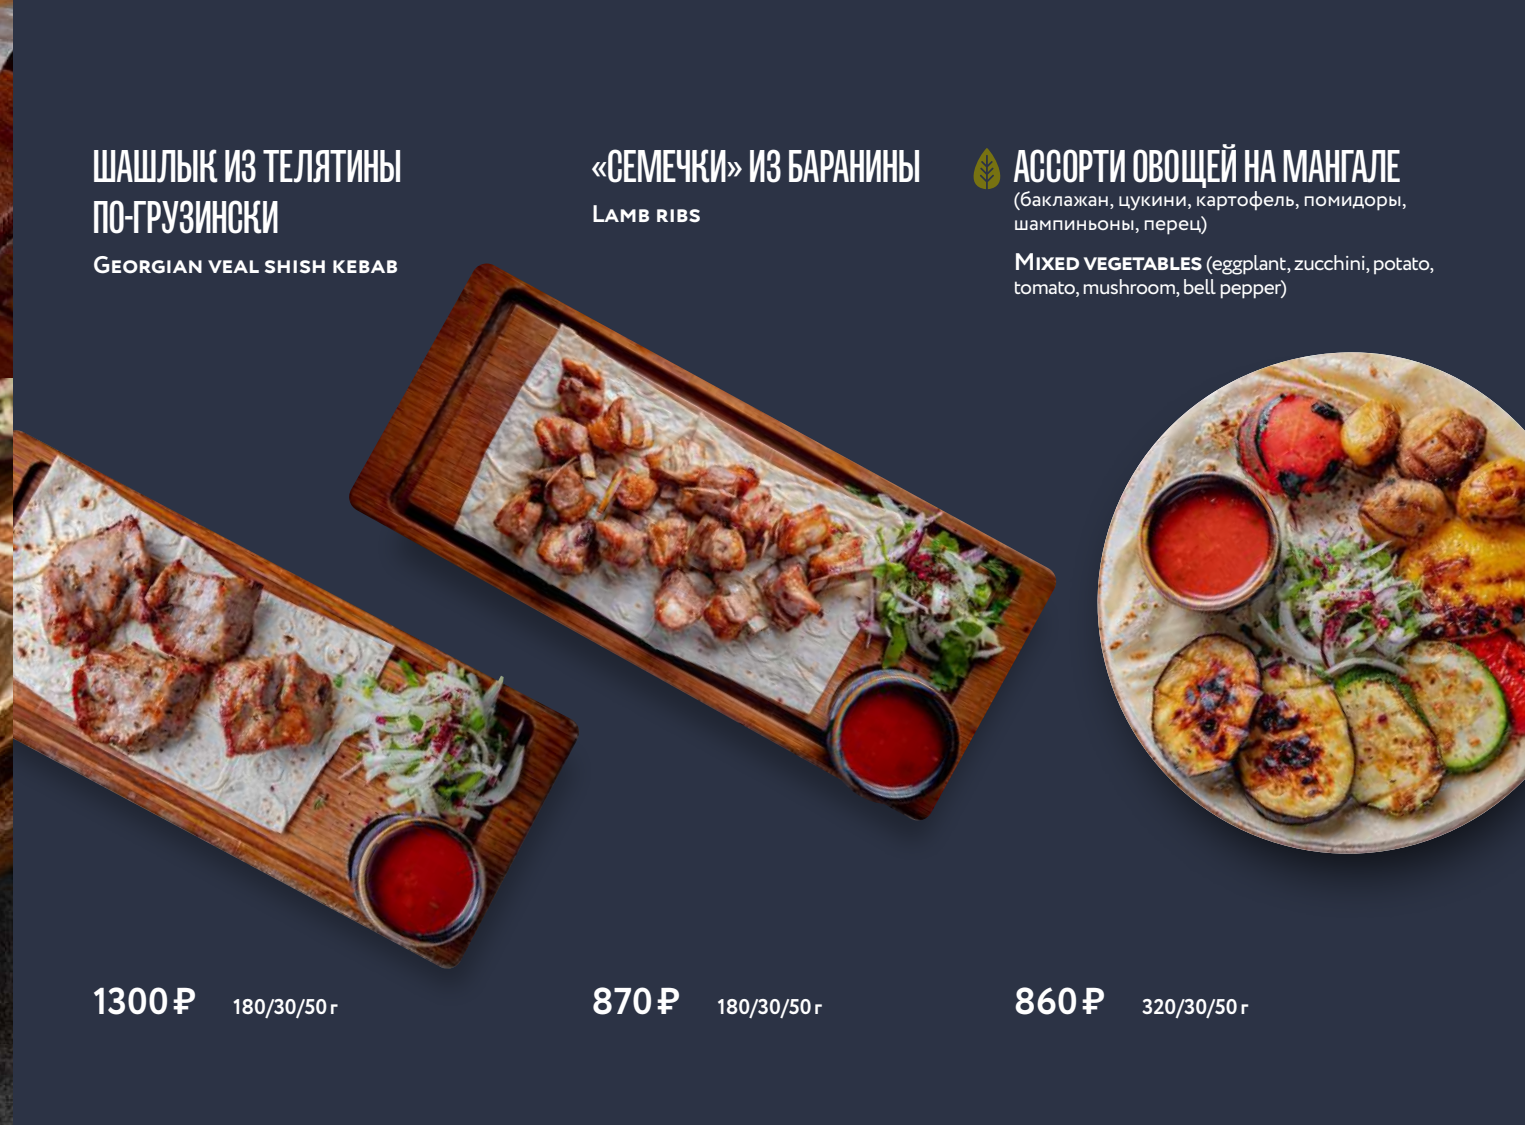 ШАШЛЫК ИЗ ТЕЛЯТИНЫ
ПО-ГРУЗИНСКИ
GEORGIAN VEAL SHISH KEBAB
1300 ₽ 180/30/50 г
«СЕМЕЧКИ» ИЗ БАРАНИНЫ
LAMB RIBS
870 ₽ 180/30/50 г
АССОРТИ ОВОЩЕЙ НА МАНГАЛЕ
(баклажан, цукини, картофель, помидоры,
шампиньоны, перец)
MIXED VEGETABLES (eggplant, zucchini, potato,
tomato, mushroom, bell pepper)
860 ₽ 320/30/50 г